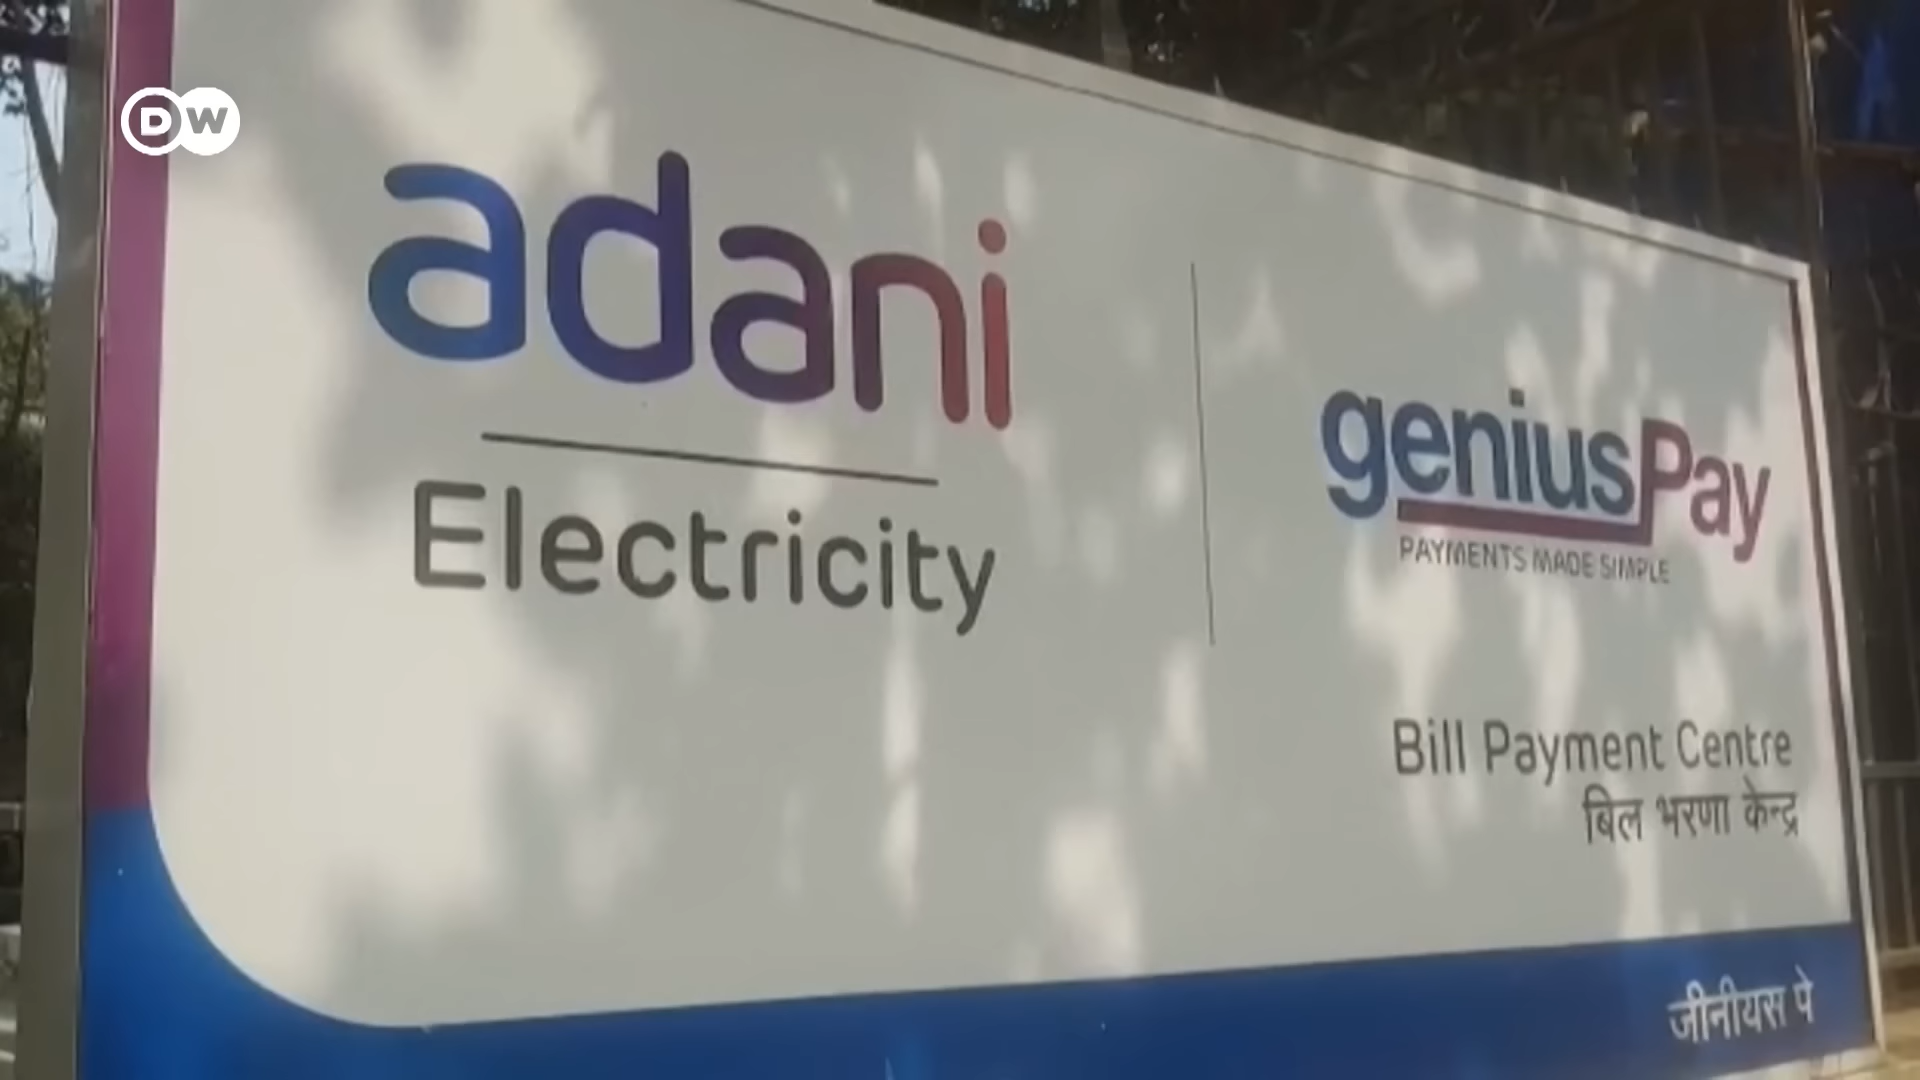 DW
adani
Electricity
geniusPay
PAYMENTS MADE SIMPLE
Bill Payment Centre
बिल भरणा केन्द्र
जीनीयस पे